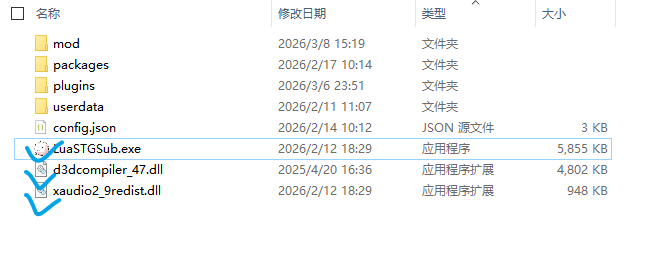 名称 修改日期 类型 大小
mod 2026/3/8 15:19 文件夹
packages 2026/2/17 10:14 文件夹
plugins 2026/3/6 23:51 文件夹
userdata 2026/2/11 11:07 文件夹
config.json 2026/2/14 10:12 JSON 源文件 3 KB
LuaSTGSub.exe 2026/2/12 18:29 应用程序 5,855 KB
d3dcompiler_47.dll 2025/4/20 16:36 应用程序扩展 4,802 KB
xaudio2_9redist.dll 2026/2/12 18:29 应用程序扩展 948 KB